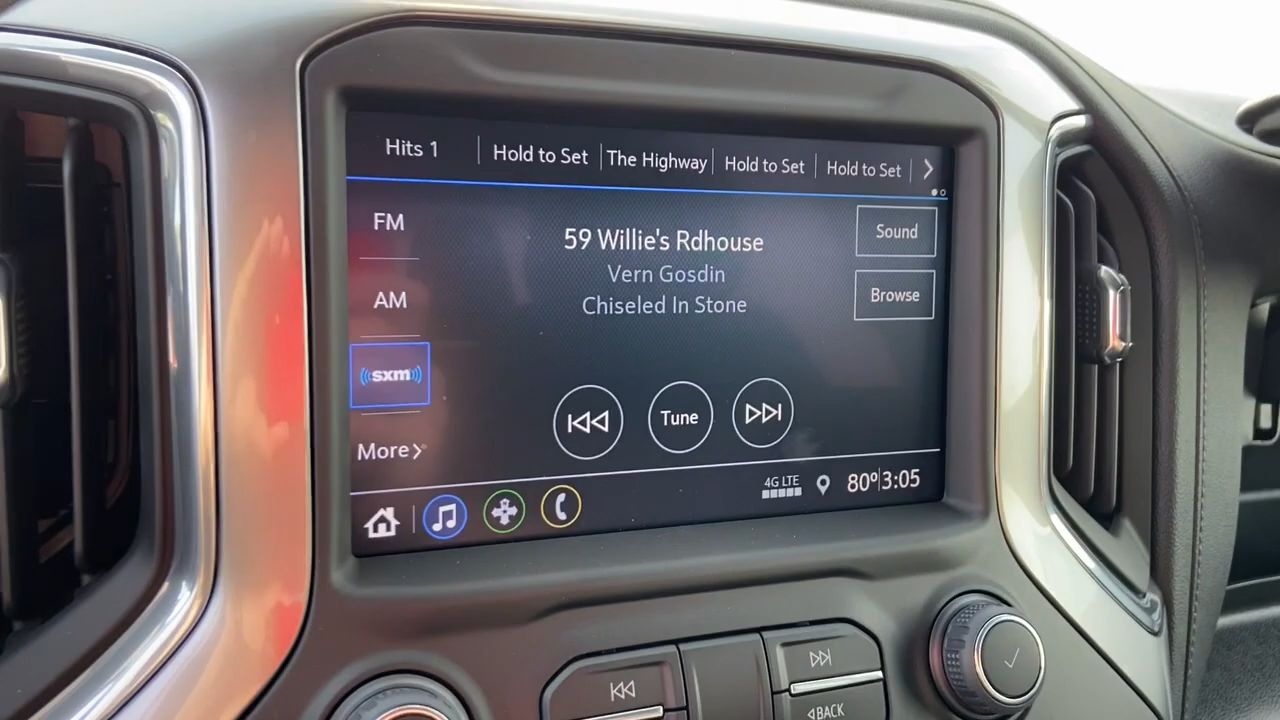 Hits 1
Hold to Set
The Highway
Hold to Set
Hold to Set
FM
AM
sxm
More
59 Willie's Rdhouse
Vern Gosdin
Chiseled In Stone
Sound
Browse
Tune
4G LTE
80° 3:05
BACK